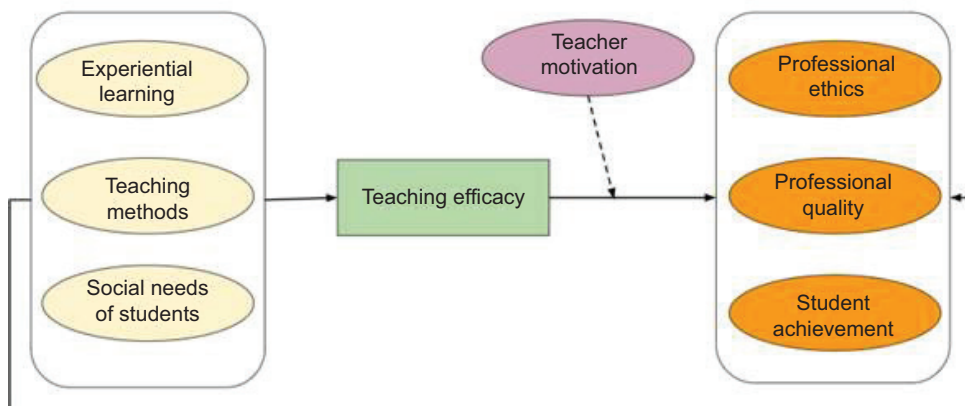 Experiential
learning
Teaching
methods
Social needs
of students
Teaching efficacy
Teacher
motivation
Professional
ethics
Professional
quality
Student
achievement